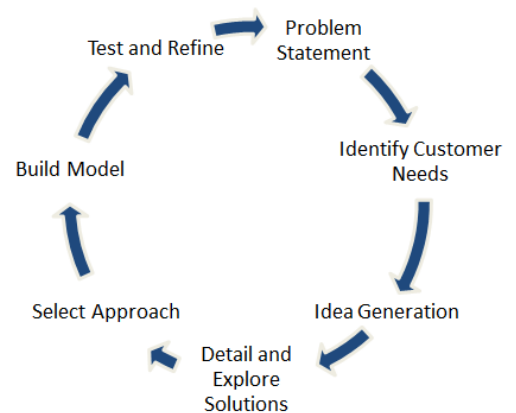 Problem
Statement
Identify Customer
Needs
Idea Generation
Detail and
Explore
Solutions
Select Approach
Build Model
Test and Refine